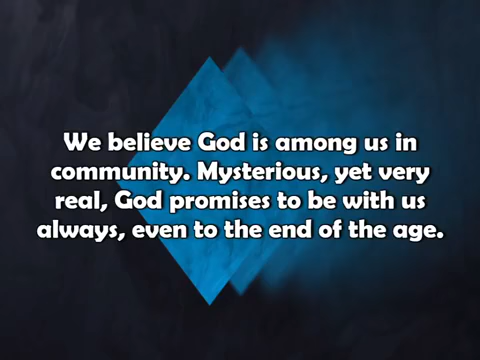 We believe God is among us in
community. Mysterious, yet very
real, God promises to be with us
always, even to the end of the age.